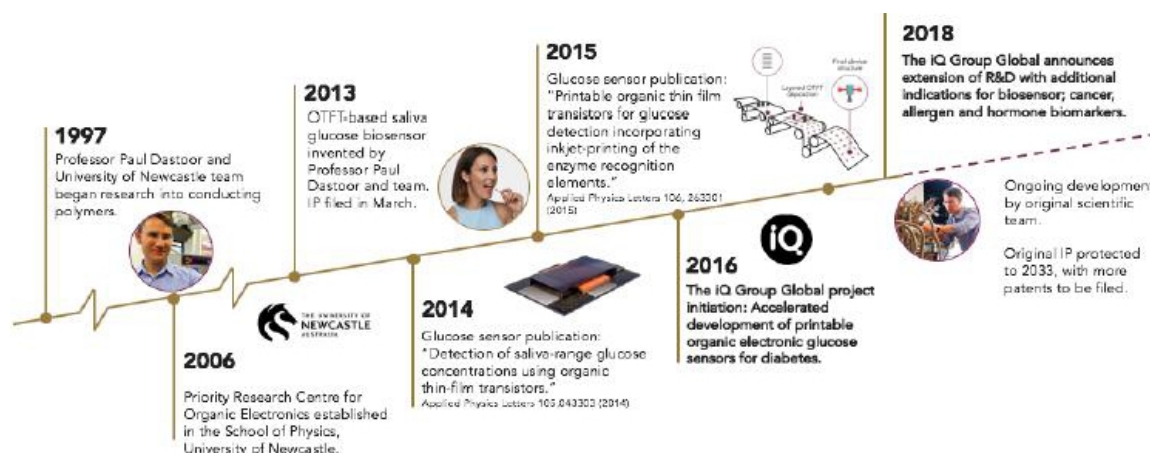 1997
Professor Paul Dastoor and
University of Newcastle team
began research into conducting
polymers.
2006
Priority Research Centre for
Organic Electronics established
in the School of Physics,
University of Newcastle.
THE UNIVERSITY OF
NEWCASTLE
AUSTRALIA
2013
OTFT-based saliva
glucose biosensor
invented by
Professor Paul
Dastoor and team.
IP filed in March.
2014
Glucose sensor publication:
"Detection of saliva-range glucose
concentrations using organic
thin-film transistors."
Applied Physics Letters 105,043303 (2014)
2015
Glucose sensor publication:
"Printable organic thin film
transistors for glucose
detection incorporating
inkjet-printing of the
enzyme recognition
elements."
Applied Physics Letters 106, 263301
(2015)
Layered OTFT
deposition
Final device
structure
iQ
2016
The iQ Group Global project
initiation: Accelerated
development of printable
organic electronic glucose
sensors for diabetes.
2018
The iQ Group Global announces
extension of R&D with additional
indications for biosensor; cancer,
allergen and hormone biomarkers.
Ongoing development
by original scientific
team.
Original IP protected
to 2033, with more
patents to be filed.